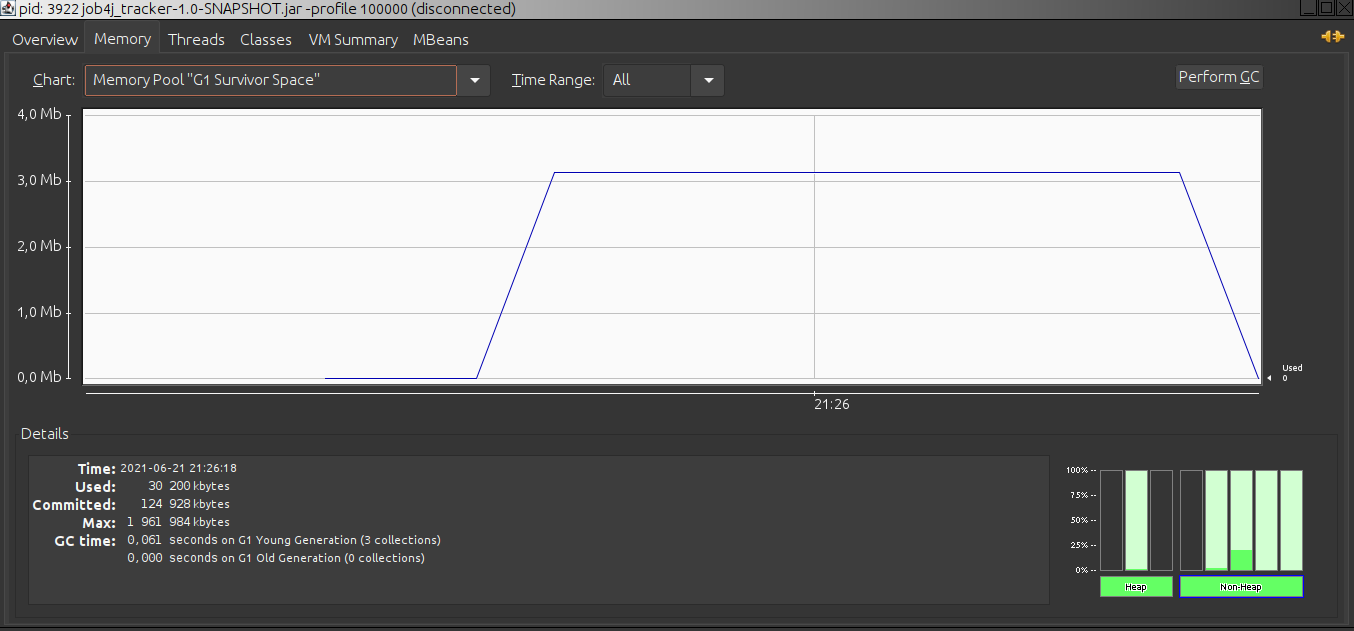 pid: 3922 job4j_tracker-1.0-SNAPSHOT.jar -profile 100000 (disconnected)
Overview Memory Threads Classes VM Summary MBeans
Chart: Memory Pool "G1 Survivor Space" Time Range: All Perform GC
4,0 Mb
3,0 Mb
2,0 Mb
1,0 Mb
0,0 Mb
Used
0
21:26
Details
Time: 2021-06-21 21:26:18
Used: 30 200 kbytes
Committed: 124 928 kbytes
Max: 1 961 984 kbytes
GC time: 0,061 seconds on G1 Young Generation (3 collections)
0,000 seconds on G1 Old Generation (0 collections)
100% --
75% --
50% --
25% --
0% --
Heap Non-Heap